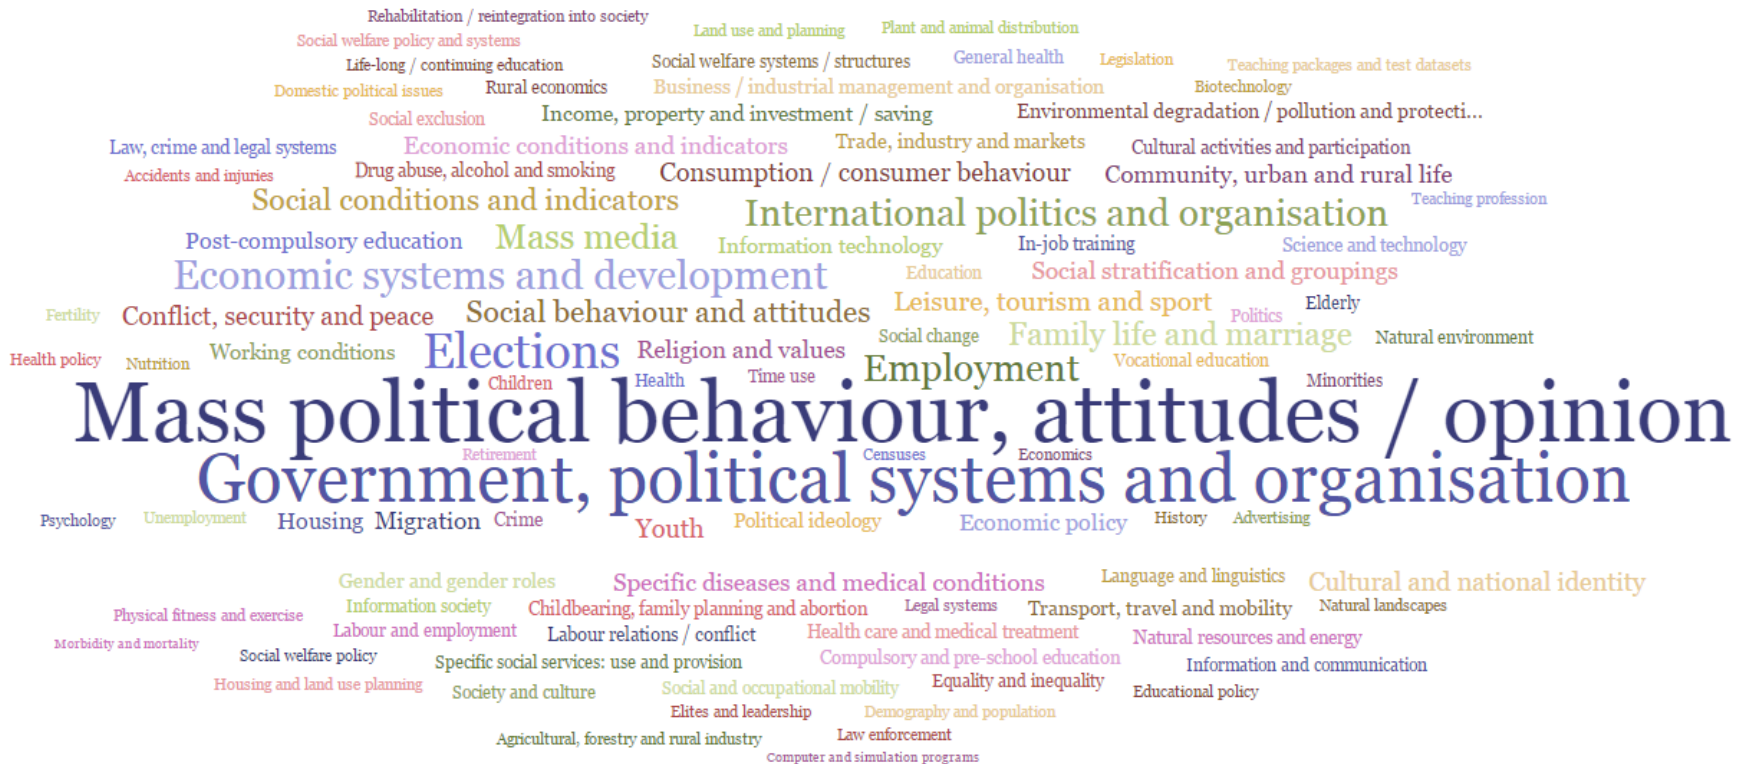 Rehabilitation / reintegration into society
Land use and planning
Plant and animal distribution
Social welfare policy and systems
Life-long / continuing education
Social welfare systems / structures
General health
Legislation
Teaching packages and test datasets
Domestic political issues
Rural economics
Business / industrial management and organisation
Biotechnology
Social exclusion
Income, property and investment / saving
Environmental degradation / pollution and protecti...
Law, crime and legal systems
Economic conditions and indicators
Trade, industry and markets
Cultural activities and participation
Accidents and injuries
Drug abuse, alcohol and smoking
Consumption / consumer behaviour
Community, urban and rural life
Social conditions and indicators
International politics and organisation
Teaching profession
Post-compulsory education
Mass media
Information technology
In-job training
Science and technology
Economic systems and development
Education
Social stratification and groupings
Fertility
Conflict, security and peace
Social behaviour and attitudes
Leisure, tourism and sport
Politics
Elderly
Health policy
Nutrition
Working conditions
Elections
Religion and values
Social change
Family life and marriage
Natural environment
Children
Health
Time use
Employment
Vocational education
Minorities
Mass political behaviour, attitudes / opinion
Retirement
Censuses
Economics
Government, political systems and organisation
Psychology
Unemployment
Housing
Migration
Crime
Youth
Political ideology
Economic policy
History
Advertising
Gender and gender roles
Specific diseases and medical conditions
Language and linguistics
Cultural and national identity
Physical fitness and exercise
Information society
Childbearing, family planning and abortion
Legal systems
Transport, travel and mobility
Natural landscapes
Morbidity and mortality
Labour and employment
Labour relations / conflict
Health care and medical treatment
Natural resources and energy
Social welfare policy
Specific social services: use and provision
Compulsory and pre-school education
Information and communication
Housing and land use planning
Society and culture
Social and occupational mobility
Equality and inequality
Educational policy
Elites and leadership
Demography and population
Agricultural, forestry and rural industry
Law enforcement
Computer and simulation programs